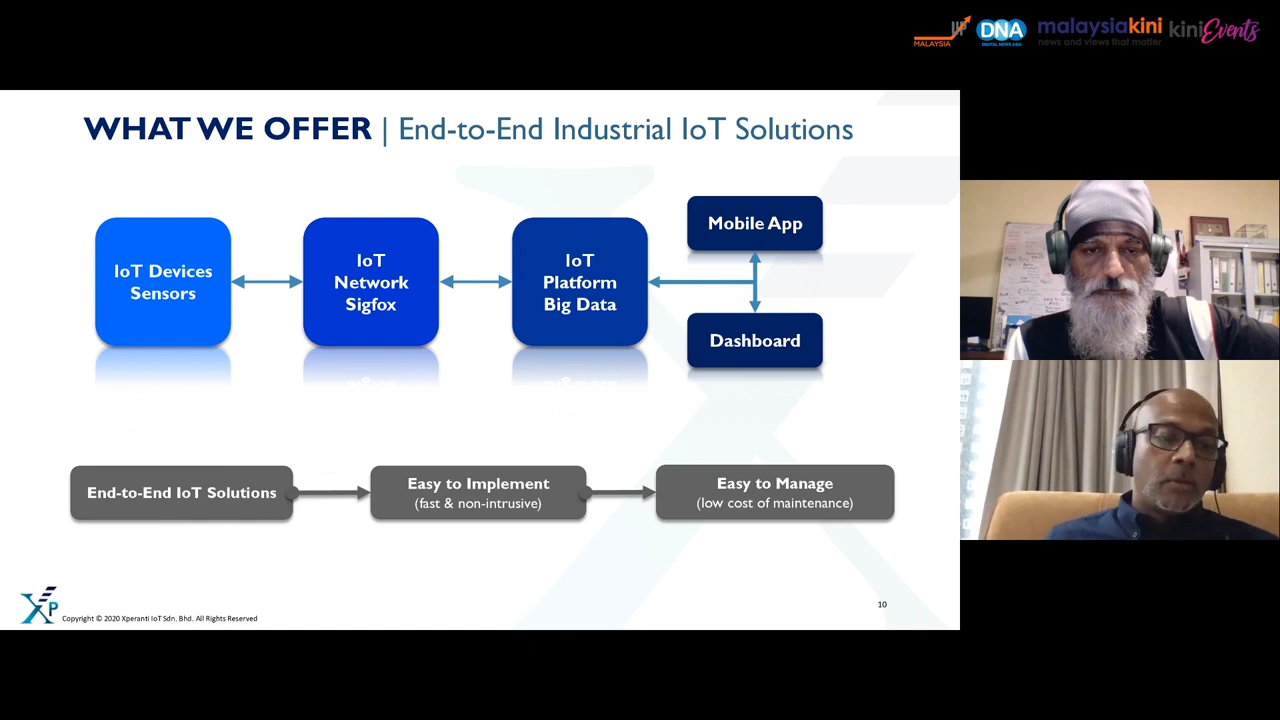 UP
MALAYSIA
DNA
DIGITAL NEWS ASIA
malaysiakini
news and views that matter
kiniEvents
WHAT WE OFFER | End-to-End Industrial IoT Solutions
IoT Devices
Sensors
IoT
Network
Sigfox
IoT
Platform
Big Data
Mobile App
Dashboard
End-to-End IoT Solutions
Easy to Implement
(fast & non-intrusive)
Easy to Manage
(low cost of maintenance)
XP
Copyright © 2020 Xperanti IoT Sdn. Bhd. All Rights Reserved
10